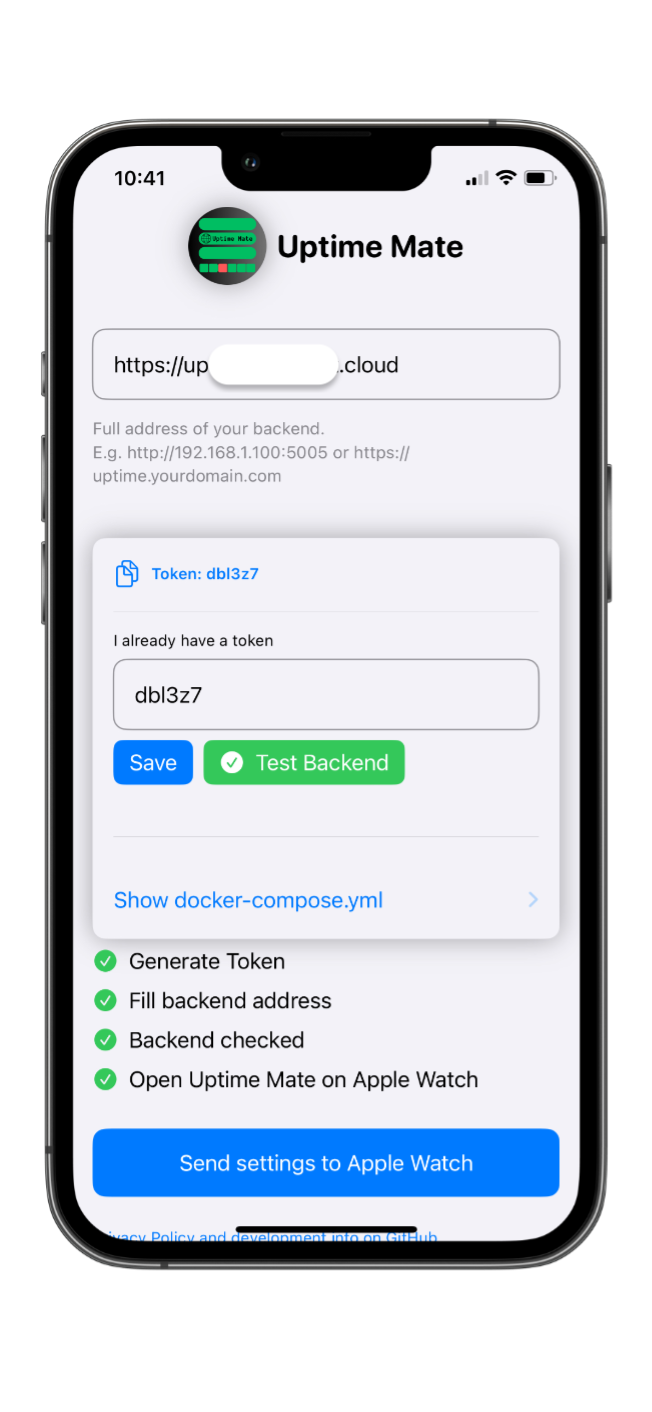 10:41
Uptime Mate
Uptime Mate
https://up .cloud
Full address of your backend.
E.g. http://192.168.1.100:5005 or https://
uptime.yourdomain.com
Token: dbl3z7
I already have a token
dbl3z7
Save
Test Backend
Show docker-compose.yml
Generate Token
Fill backend address
Backend checked
Open Uptime Mate on Apple Watch
Send settings to Apple Watch
Policy and development info on GitHub